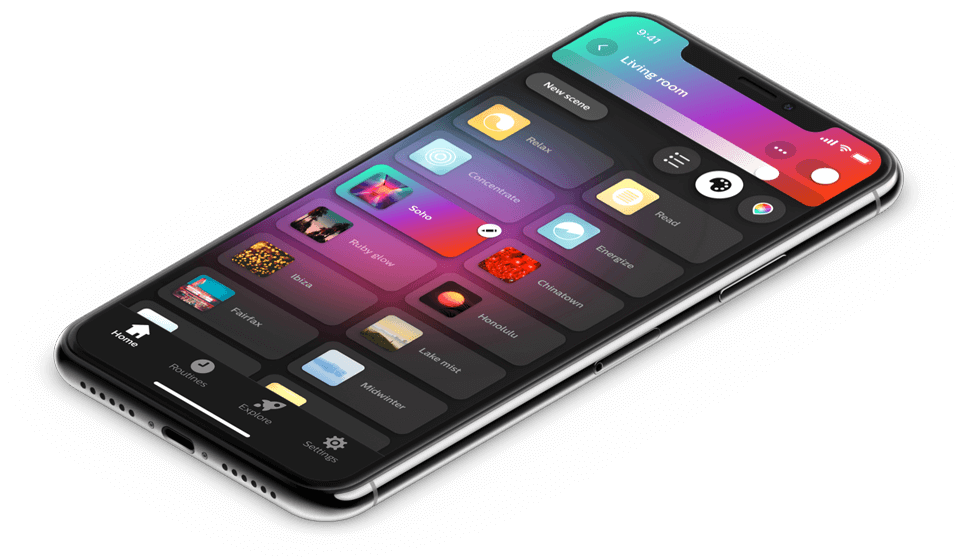 9:41
Living room
New scene
Relax
Read
Concentrate
Energize
Soho
Chinatown
Ruby glow
Honolulu
Ibiza
Lake mist
Fairfax
Midwinter
Home
Routines
Explore
Settings